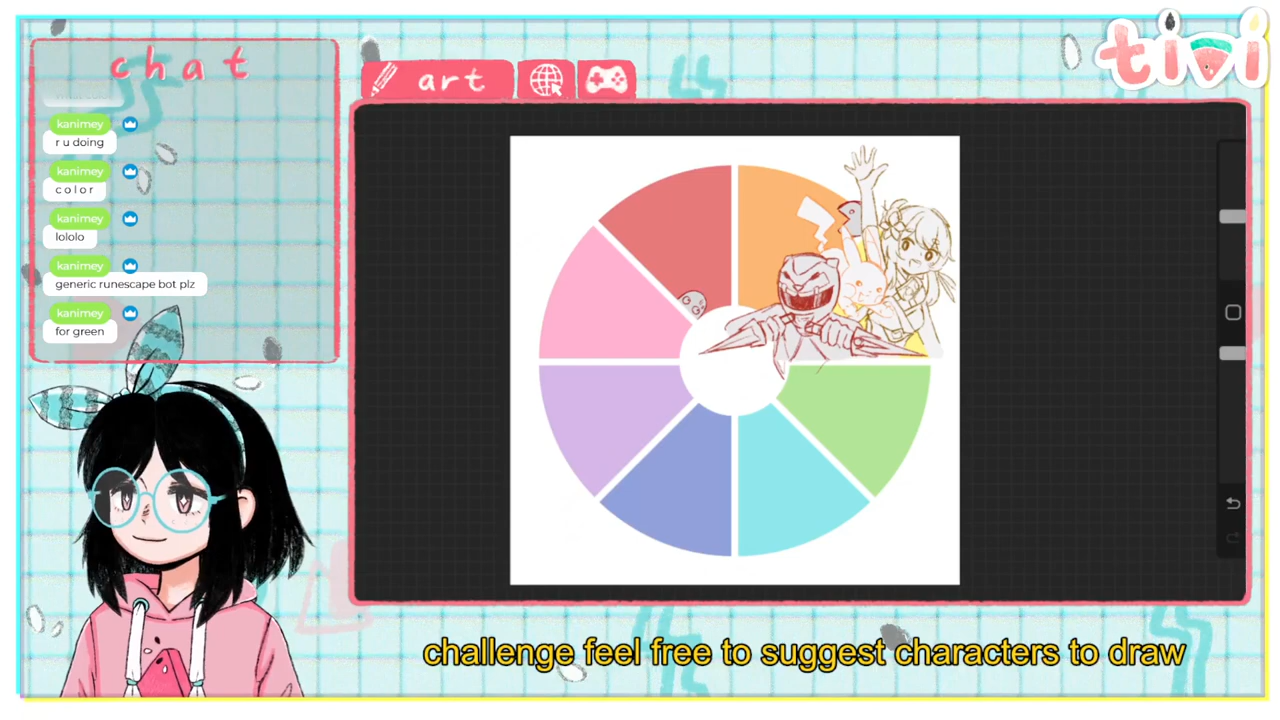 chat
art
tivi
kanimey
r u doing
kanimey
c o l o r
kanimey
lololo
kanimey
generic runescape bot plz
kanimey
for green
challenge feel free to suggest characters to draw